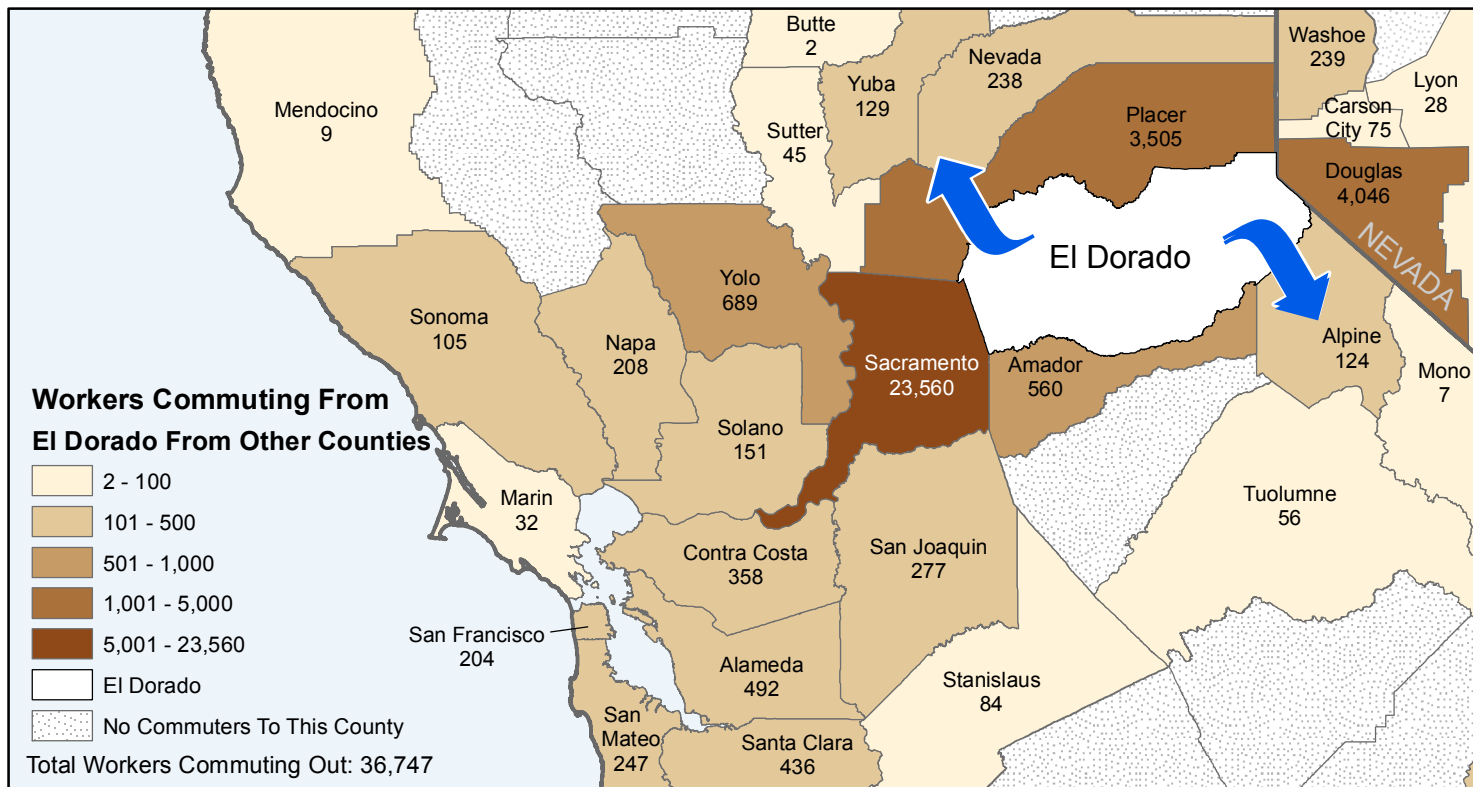 Butte
2
Nevada
238
Washoe
239
Yuba
129
Lyon
28
Mendocino
9
Placer
3,505
Carson
City 75
Sutter
45
Douglas
4,046
NEVADA
El Dorado
Yolo
689
Sonoma
105
Napa
208
Sacramento
23,560
Amador
560
Alpine
124
Mono
7
Solano
151
Marin
32
Tuolumne
56
Contra Costa
358
San Joaquin
277
San Francisco
204
Alameda
492
Stanislaus
84
San
Mateo
247
Santa Clara
436
Workers Commuting From
El Dorado From Other Counties
2 - 100
101 - 500
501 - 1,000
1,001 - 5,000
5,001 - 23,560
El Dorado
No Commuters To This County
Total Workers Commuting Out: 36,747